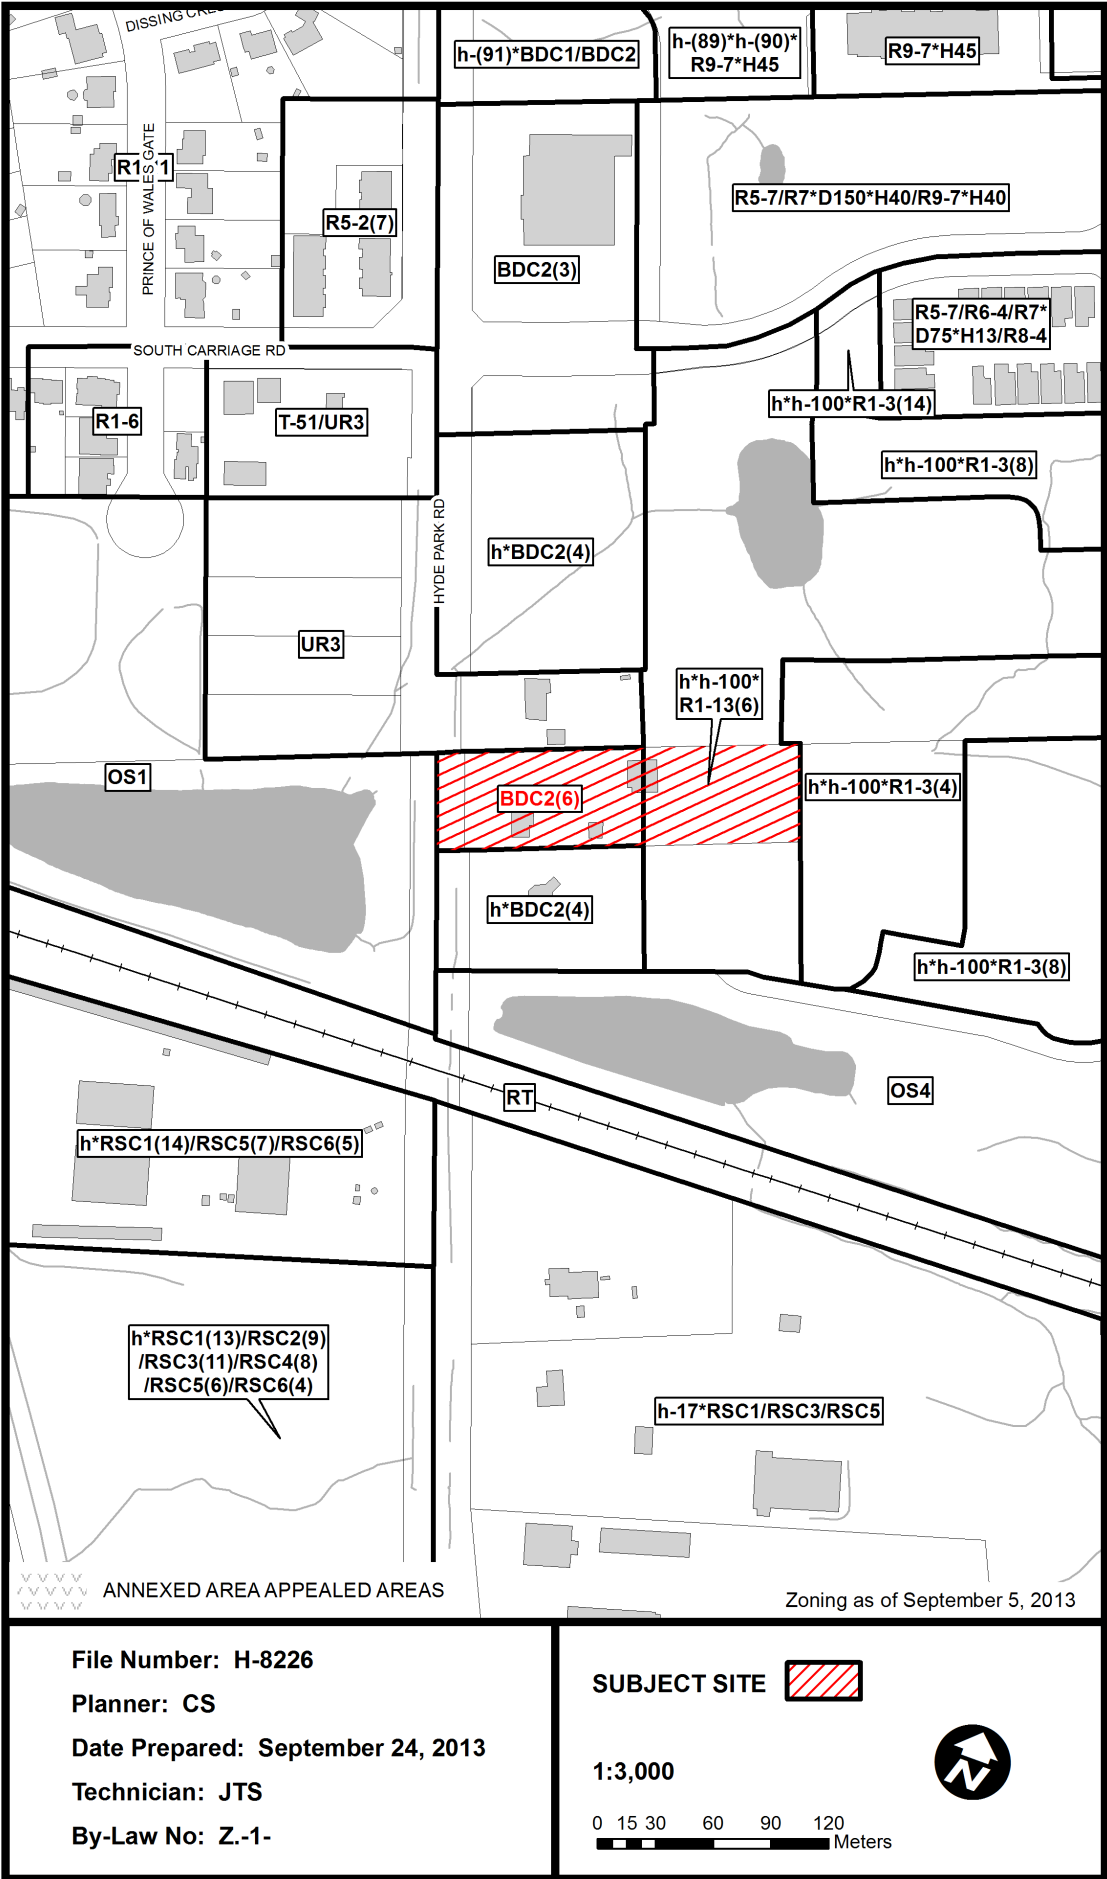 DISSING
h-(91)*BDC1/BDC2
h-(89)*h-(90)*
R9-7*H45
R9-7*H45
PRINCE OF WALES GATE
R5-2(7)
BDC2(3)
R5-7/R7*D150*H40/R9-7*H40
R5-7/R6-4/R7*
D75*H13/R8-4
SOUTH CARRIAGE RD
R1-6
T-51/UR3
h*h-100*R1-3(14)
h*h-100*R1-3(8)
HYDE PARK RD
h*BDC2(4)
UR3
h*h-100*
R1-13(6)
OS1
BDC2(6)
h*h-100*R1-3(4)
h*BDC2(4)
h*h-100*R1-3(8)
RT
OS4
h*RSC1(14)/RSC5(7)/RSC6(5)
h*RSC1(13)/RSC2(9)
/RSC3(11)/RSC4(8)
/RSC5(6)/RSC6(4)
h-17*RSC1/RSC3/RSC5
ANNEXED AREA APPEALED AREAS
Zoning as of September 5, 2013
File Number: H-8226
Planner: CS
Date Prepared: September 24, 2013
Technician: JTS
By-Law No: Z.-1-
SUBJECT SITE
1:3,000
0 15 30 60 90 120
Meters
N